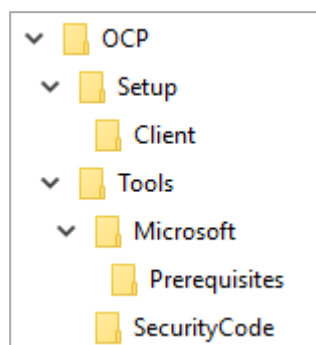 OCP
Setup
Client
Tools
Microsoft
Prerequisites
SecurityCode